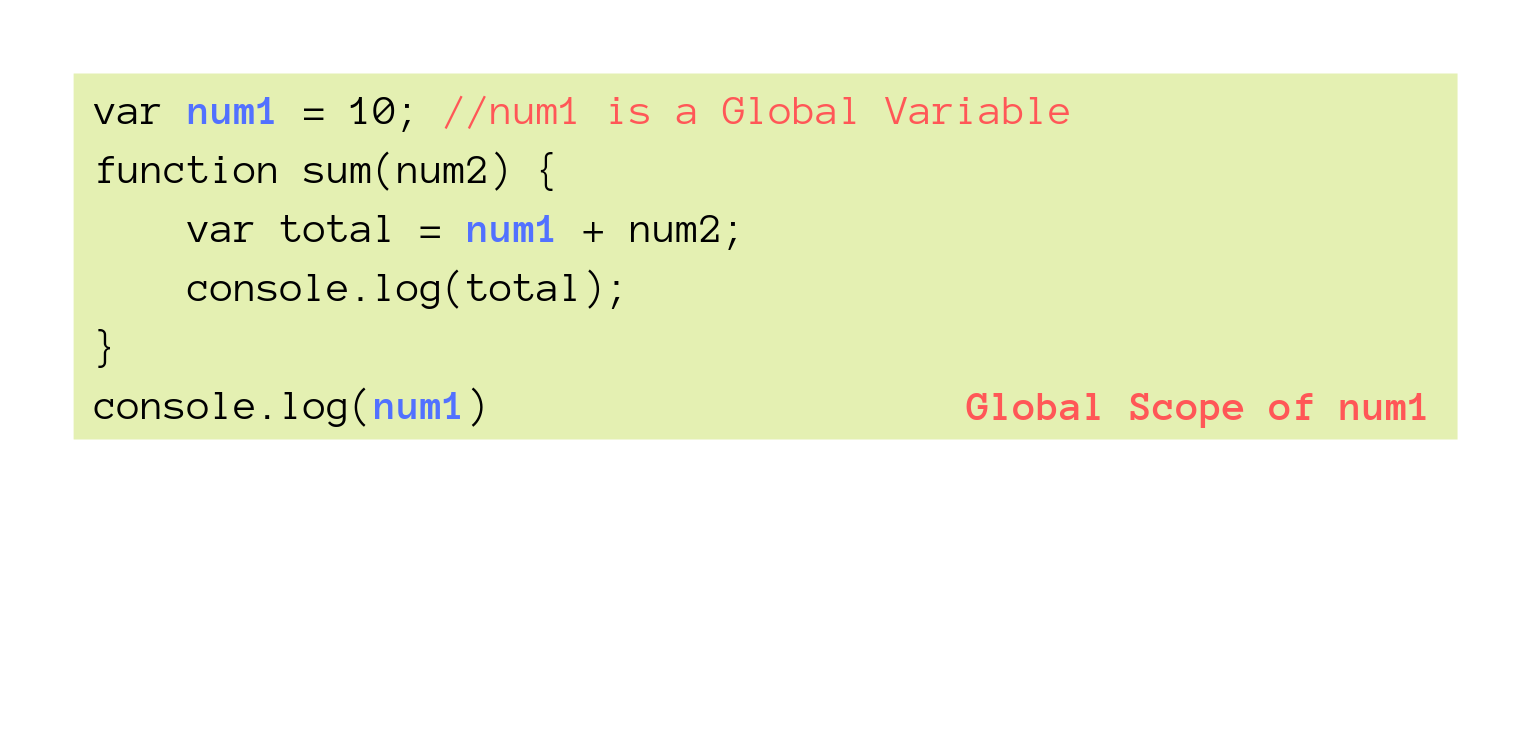 var num1 = 10; //num1 is a Global Variable
function sum(num2) {
    var total = num1 + num2;
    console.log(total);
}
console.log(num1)
Global Scope of num1